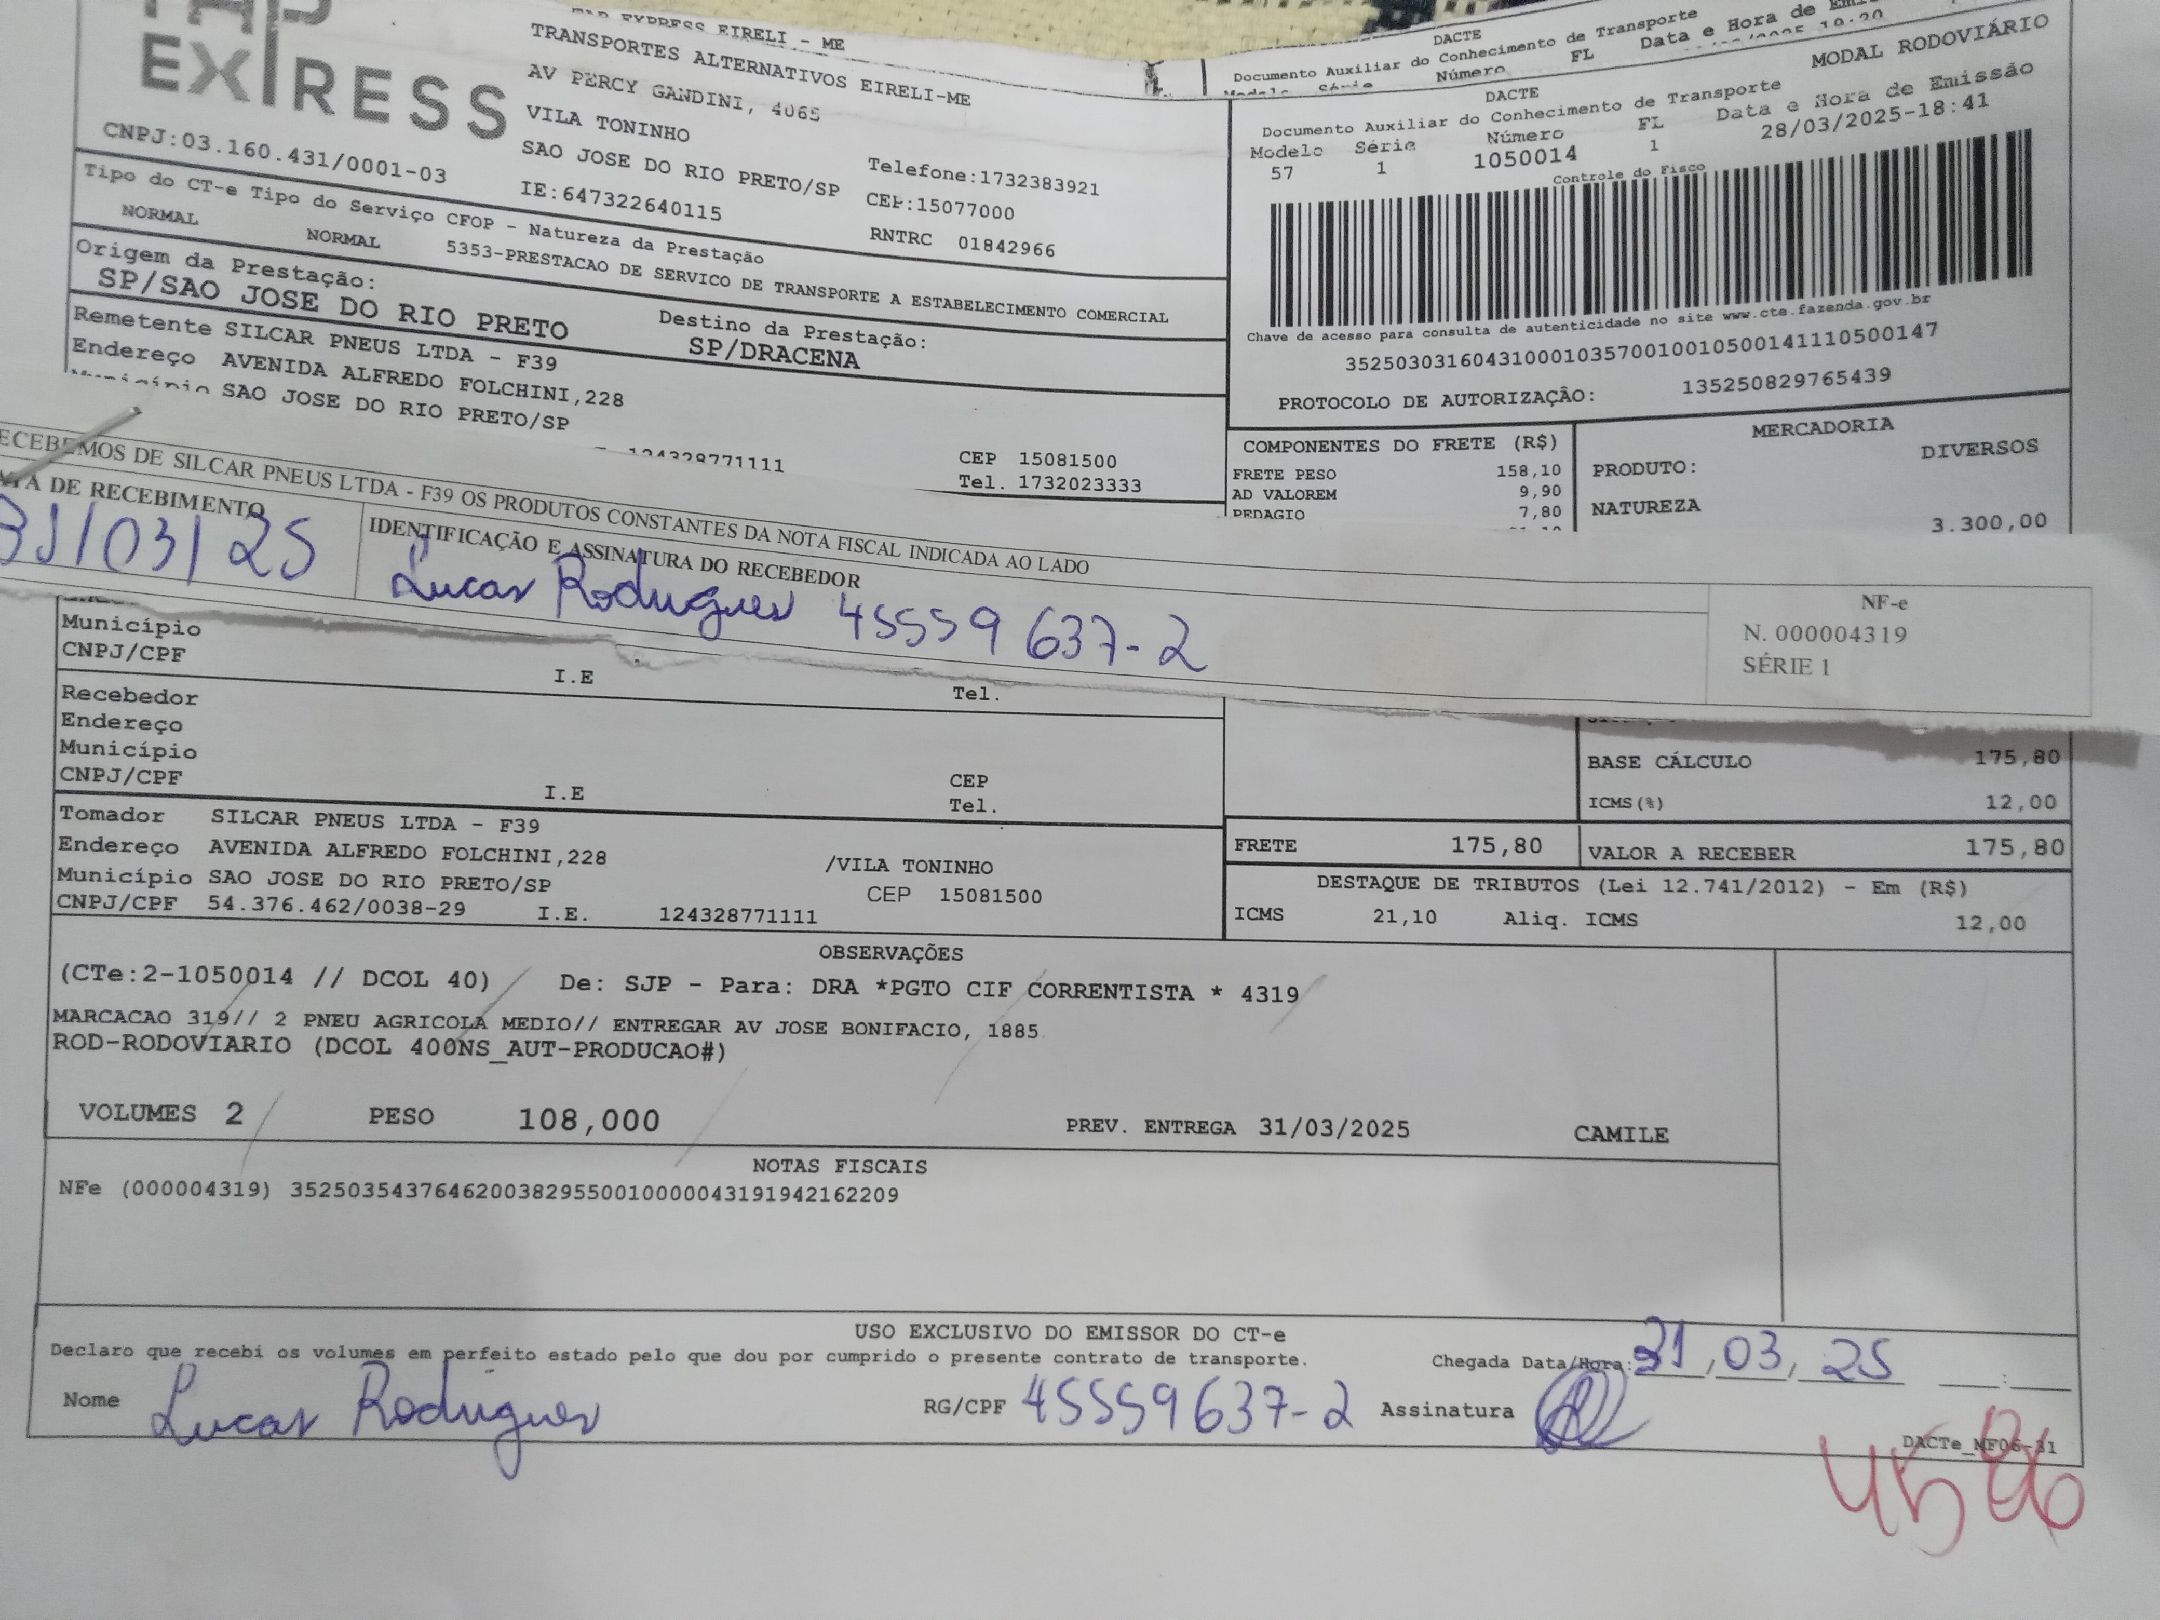 EXPRESS
TAP EXPRESS EIRELI - ME
TRANSPORTES ALTERNATIVOS EIRELI-ME
AV PERCY GANDINI, 4065
VILA TONINHO
SAO JOSE DO RIO PRETO/SP
Telefone:1732383921
CNPJ:03.160.431/0001-03
IE:647322640115
CEP:15077000
RNTRC 01842966
DACTE
Documento Auxiliar do Conhecimento de Transporte
Número FL Data e Hora de
MODAL RODOVIÁRIO
DACTE
Documento Auxiliar do Conhecimento de Transporte
Modelo Série Número FL Data e Hora de Emissão
57 1 1050014 1 28/03/2025-18:41
Controle do Fisco
Chave de acesso para consulta de autenticidade no site www.cte.fazenda.gov.br
35250303160431000103570010010500141110500147
PROTOCOLO DE AUTORIZAÇÃO: 135250829765439
Tipo do CT-e Tipo do Serviço CFOP - Natureza da Prestação
NORMAL NORMAL 5353-PRESTACAO DE SERVICO DE TRANSPORTE A ESTABELECIMENTO COMERCIAL
Origem da Prestação:
SP/SAO JOSE DO RIO PRETO
Destino da Prestação:
SP/DRACENA
Remetente SILCAR PNEUS LTDA - F39
Endereço AVENIDA ALFREDO FOLCHINI,228
Município SAO JOSE DO RIO PRETO/SP
124328771111
CEP 15081500
Tel. 1732023333
COMPONENTES DO FRETE (R$)
FRETE PESO 158,10
AD VALOREM 9,90
PEDAGIO 7,80
MERCADORIA
PRODUTO: DIVERSOS
NATUREZA
3.300,00
ECEBEMOS DE SILCAR PNEUS LTDA - F39 OS PRODUTOS CONSTANTES DA NOTA FISCAL INDICADA AO LADO
DATA DE RECEBIMENTO
31/03/25
IDENTIFICAÇÃO E ASSINATURA DO RECEBEDOR
Lucas Rodrigues 45559637-2
NF-e
N. 000004319
SÉRIE 1
Município
CNPJ/CPF I.E Tel.
Recebedor
Endereço
Município
CNPJ/CPF I.E CEP
Tel.
BASE CÁLCULO 175,80
ICMS(%) 12,00
Tomador SILCAR PNEUS LTDA - F39
Endereço AVENIDA ALFREDO FOLCHINI,228 /VILA TONINHO
Município SAO JOSE DO RIO PRETO/SP CEP 15081500
CNPJ/CPF 54.376.462/0038-29 I.E. 124328771111
FRETE 175,80 VALOR A RECEBER 175,80
DESTAQUE DE TRIBUTOS (Lei 12.741/2012) - Em (R$)
ICMS 21,10 Aliq. ICMS 12,00
OBSERVAÇÕES
(CTe:2-1050014 // DCOL 40) De: SJP - Para: DRA *PGTO CIF CORRENTISTA * 4319
MARCACAO 319// 2 PNEU AGRICOLA MEDIO// ENTREGAR AV JOSE BONIFACIO, 1885
ROD-RODOVIARIO (DCOL 400NS_AUT-PRODUCAO#)
VOLUMES 2 PESO 108,000 PREV. ENTREGA 31/03/2025 CAMILE
NOTAS FISCAIS
NFe (000004319) 35250354376462003829550010000043191942162209
USO EXCLUSIVO DO EMISSOR DO CT-e
Declaro que recebi os volumes em perfeito estado pelo que dou por cumprido o presente contrato de transporte.
Chegada Data/Hora: 31,03,25
Nome Lucas Rodrigues RG/CPF 45559637-2 Assinatura
DACTe_MF06-31